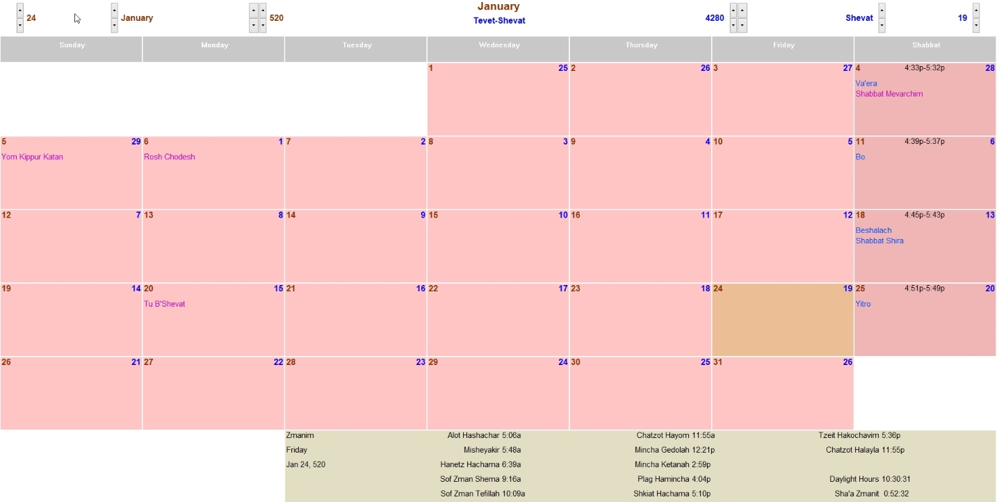 January
24 January 520 Tevet-Shevat 4280 Shevat 19
Sunday Monday Tuesday Wednesday Thursday Friday Shabbat
1 25 2 26 3 27 4 4:33p-5:32p 28
Va'era
Shabbat Mevarchim
5 29 6 1 7 2 8 3 9 4 10 5 11 4:39p-5:37p 6
Yom Kippur Katan Rosh Chodesh Bo
12 7 13 8 14 9 15 10 16 11 17 12 18 4:45p-5:43p 13
Beshalach
Shabbat Shira
19 14 20 15 21 16 22 17 23 18 24 19 25 4:51p-5:49p 20
Tu B'Shevat Yitro
26 21 27 22 28 23 29 24 30 25 31 26
Zmanim Alot Hashachar 5:06a Chatzot Hayom 11:55a Tzeit Hakochavim 5:36p
Friday Misheyakir 5:48a Mincha Gedolah 12:21p Chatzot Halayla 11:55p
Jan 24, 520 Hanetz Hachama 6:39a Mincha Ketanah 2:59p
Sof Zman Shema 9:16a Plag Hamincha 4:04p Daylight Hours 10:30:31
Sof Zman Tefillah 10:09a Shkiat Hachama 5:10p Sha'a Zmanit 0:52:32